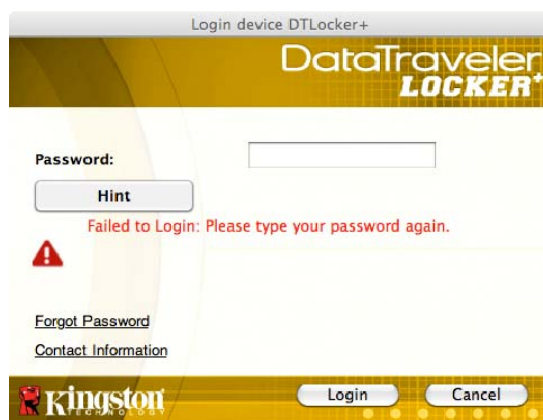 Login device DTLocker+
DataTraveler
LOCKER+
Password:
Hint
Failed to Login: Please type your password again.
Forgot Password
Contact Information
Kingston
TECHNOLOGY
Login
Cancel